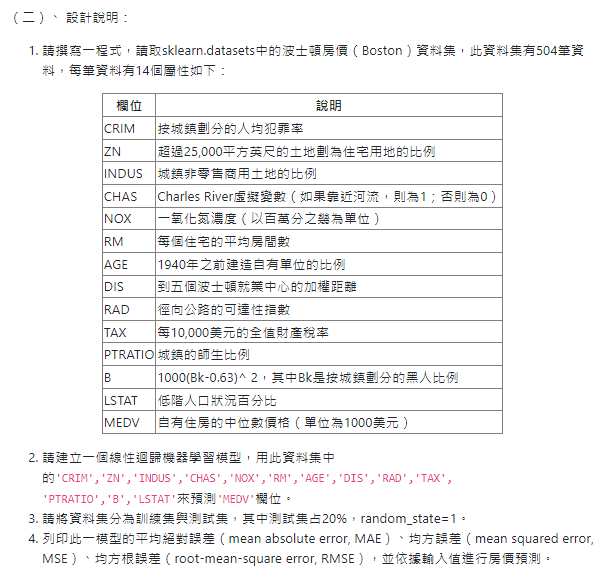 （二）、 設計說明：
1. 請撰寫一程式，讀取sklearn.datasets中的波士頓房價（Boston）資料集，此資料集有504筆資
料，每筆資料有14個屬性如下：
欄位 說明
CRIM 按城鎮劃分的人均犯罪率
ZN 超過25,000平方英尺的土地劃為住宅用地的比例
INDUS 城鎮非零售商用土地的比例
CHAS Charles River虛擬變數（如果靠近河流，則為1；否則為0）
NOX 一氧化氮濃度（以百萬分之幾為單位）
RM 每個住宅的平均房間數
AGE 1940年之前建造自有單位的比例
DIS 到五個波士頓就業中心的加權距離
RAD 徑向公路的可達性指數
TAX 每10,000美元的全值財產稅率
PTRATIO 城鎮的師生比例
B 1000(Bk-0.63)^ 2，其中Bk是按城鎮劃分的黑人比例
LSTAT 低階人口狀況百分比
MEDV 自有住房的中位數價格（單位為1000美元）
2. 請建立一個線性迴歸機器學習模型，用此資料集中
的'CRIM','ZN','INDUS','CHAS','NOX','RM','AGE','DIS','RAD','TAX',
'PTRATIO','B','LSTAT'來預測'MEDV'欄位。
3. 請將資料集分為訓練集與測試集，其中測試集占20%，random_state=1。
4. 列印此一模型的平均絕對誤差（mean absolute error, MAE）、均方誤差（mean squared error,
MSE）、均方根誤差（root-mean-square error, RMSE），並依據輸入值進行房價預測。